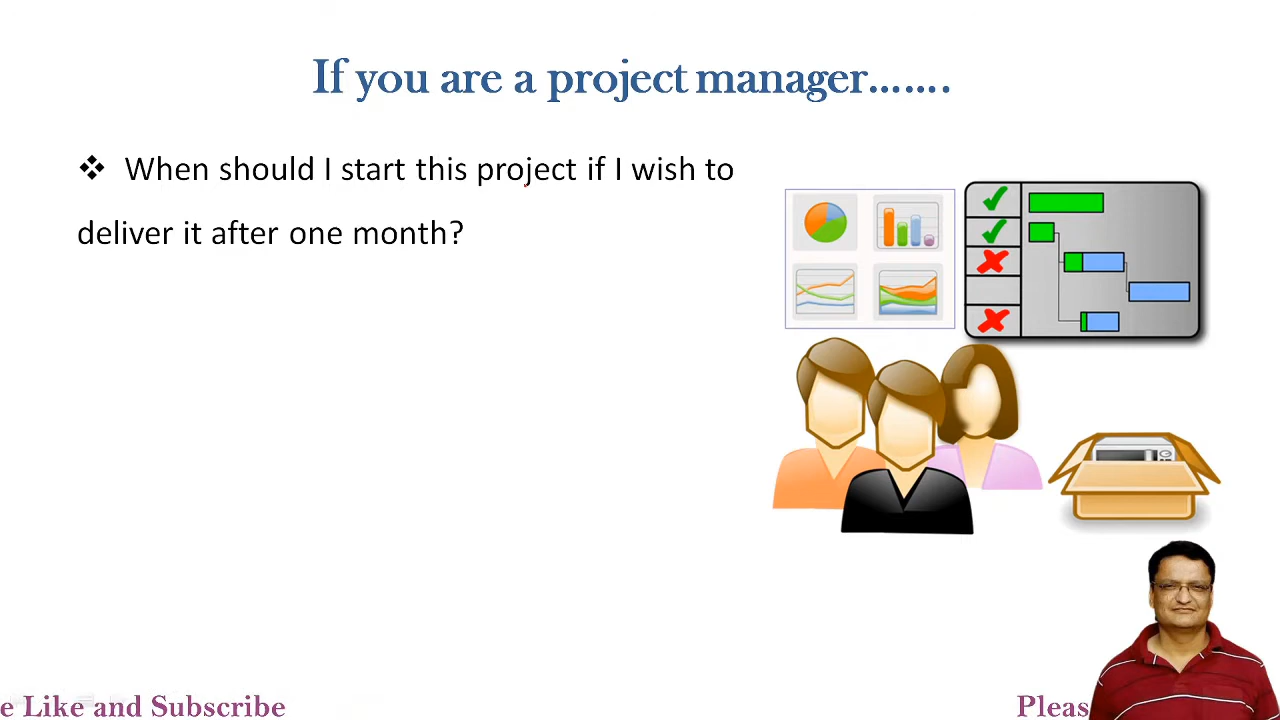 If you are a project manager…….
❖ When should I start this project if I wish to
deliver it after one month?
e Like and Subscribe
Pleas